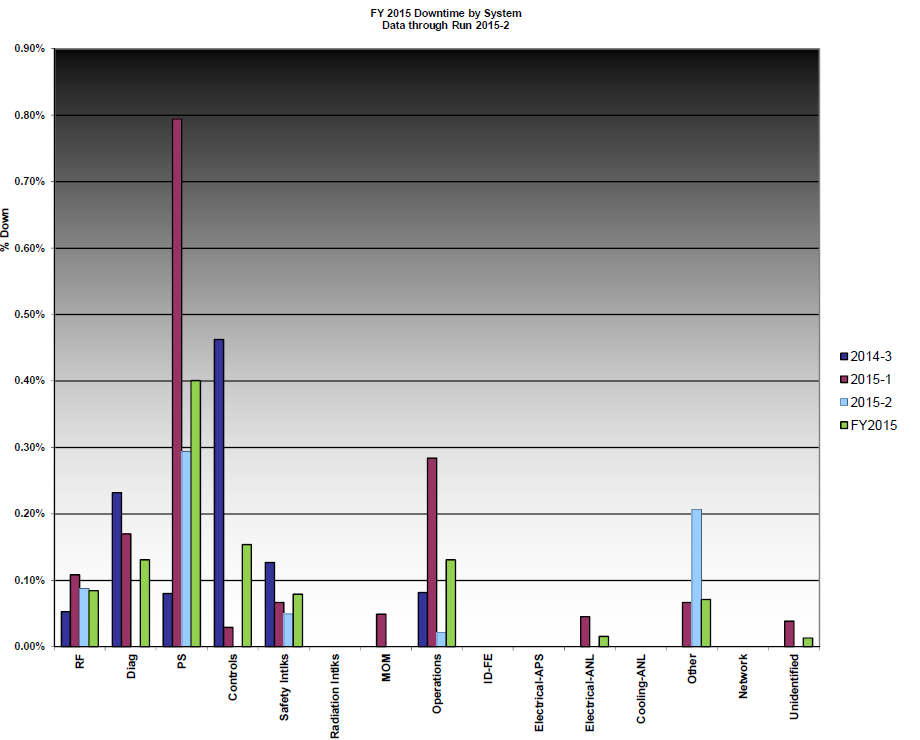 FY 2015 Downtime by System
Data through Run 2015-2
% Down
0.90%
0.80%
0.70%
0.60%
0.50%
0.40%
0.30%
0.20%
0.10%
0.00%
RF
Diag
PS
Controls
Safety Intlks
Radiation Intlks
MOM
Operations
ID-FE
Electrical-APS
Electrical-ANL
Cooling-ANL
Other
Network
Unidentified
2014-3
2015-1
2015-2
FY2015